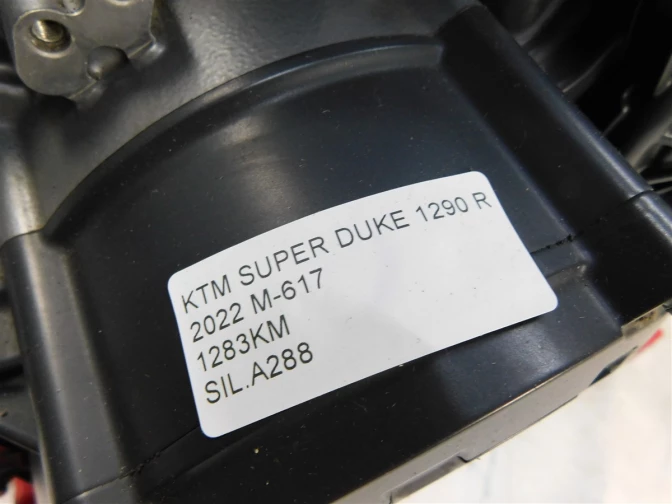 KTM SUPER DUKE 1290 R
2022 M-617
1283KM
SIL.A288